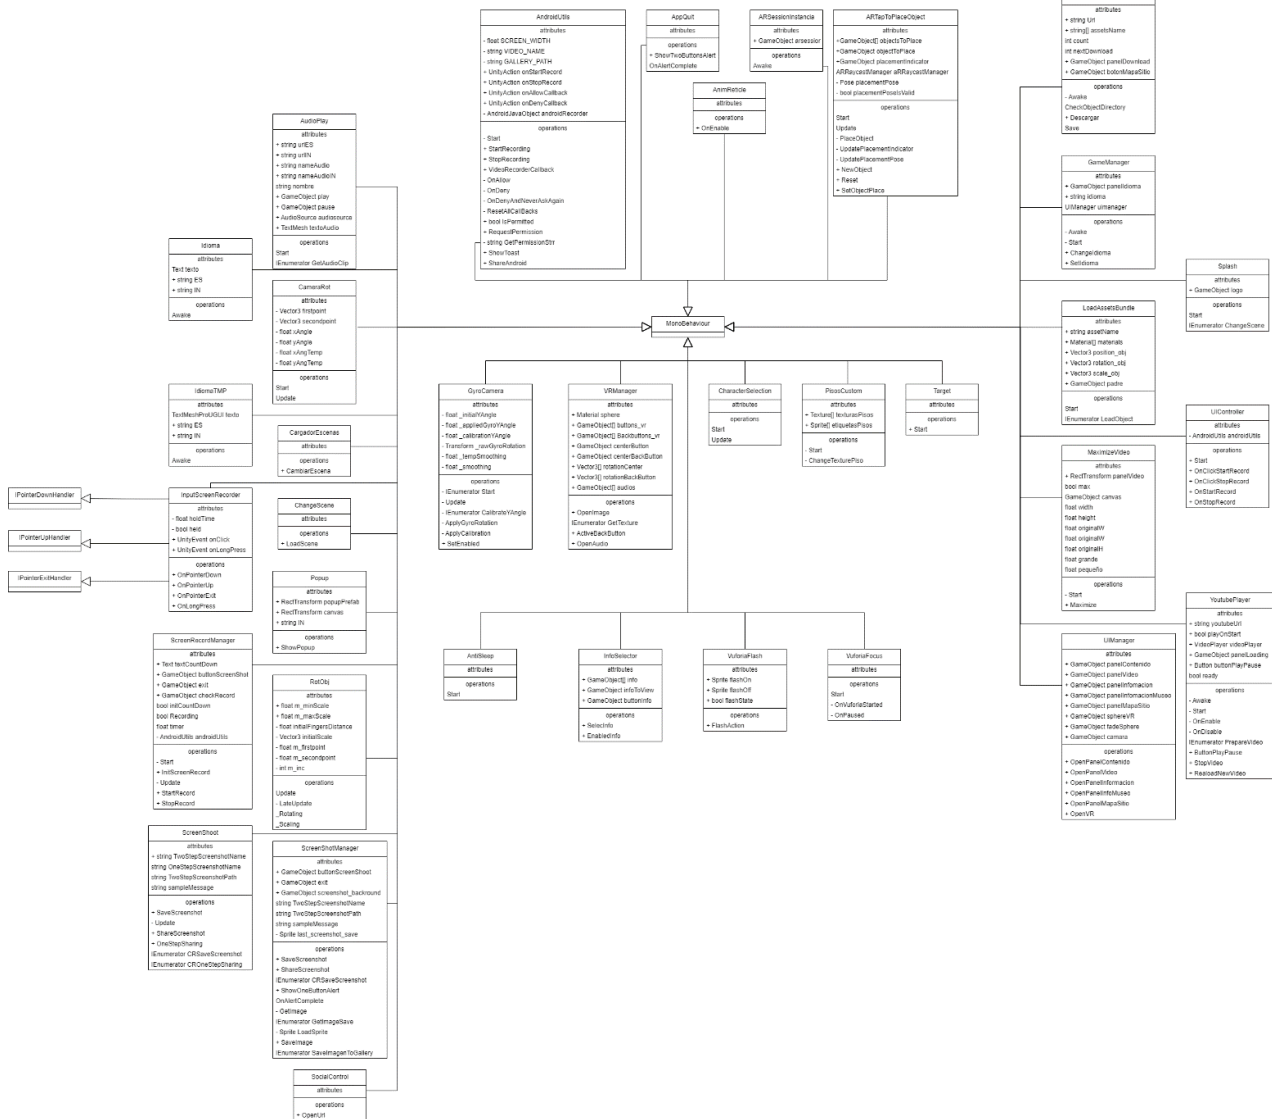 AndroidUtils
attributes
- float SCREEN_WIDTH
- string VIDEO_NAME
- string GALLERY_PATH
+ UnityAction onStartRecord
+ UnityAction onStopRecord
+ UnityAction onAllowCallback
+ UnityAction onDenyCallback
- AndroidJavaObject androidRecorder
operations
- Start
+ StartRecording
+ StopRecording
+ VideoRecorderCallback
- OnAllow
- OnDeny
- OnDenyAndNeverAskAgain
- ResetAllCallBacks
+ bool IsPermitted
+ RequestPermission
- string GetPermissionStrr
+ ShowToast
+ ShareAndroid
AppQuit
attributes
operations
+ ShowTwoButtonsAlert
OnAlertComplete
ARSessionInstancia
attributes
+ GameObject arsession
operations
Awake
ARTapToPlaceObject
attributes
+GameObject[] objectsToPlace
+GameObject objectToPlace
+GameObject placementIndicator
ARRaycastManager aRRaycastManager
- Pose placementPose
- bool placementPoseIsValid
operations
Start
Update
- PlaceObject
- UpdatePlacementIndicator
- UpdatePlacementPose
+ NewObject
+ Reset
+ SetObjectPlace
AnimReticle
attributes
operations
+ OnEnable
attributes
+ string Url
+ string[] assetsName
int count
int nextDownload
+ GameObject panelDownload
+ GameObject botonMapaSitio
operations
- Awake
CheckObjectDirectory
+ Descargar
Save
AudioPlay
attributes
+ string urlES
+ string urlIN
+ string nameAudio
+ string nameAudioIN
string nombre
+ GameObject play
+ GameObject pause
+ AudioSource audiosource
+ TextMesh textoAudio
operations
Start
IEnumerator GetAudioClip
GameManager
attributes
+ GameObject panelIdioma
+ string idioma
UIManager uimanager
operations
- Awake
- Start
+ ChangeIdioma
+ SetIdioma
Idioma
attributes
Text texto
+ string ES
+ string IN
operations
Awake
Splash
attributes
+ GameObject logo
operations
Start
IEnumerator ChangeScene
CameraRot
attributes
- Vector3 firstpoint
- Vector3 secondpoint
- float xAngle
- float yAngle
- float xAngTemp
- float yAngTemp
operations
Start
Update
MonoBehaviour
LoadAssetsBundle
attributes
+ string assetName
+ Material[] materials
+ Vector3 position_obj
+ Vector3 rotation_obj
+ Vector3 scale_obj
+ GameObject padre
operations
Start
IEnumerator LoadObject
IdiomaTMP
attributes
TextMeshProUGUI texto
+ string ES
+ string IN
operations
Awake
GyroCamera
attributes
- float _initialYAngle
- float _appliedGyroYAngle
- float _calibrationYAngle
- Transform _rawGyroRotation
- float _tempSmoothing
- float _smoothing
operations
- IEnumerator Start
- Update
- IEnumerator CalibrateYAngle
- ApplyGyroRotation
- ApplyCalibration
+ SetEnabled
VRManager
attributes
+ Material sphere
+ GameObject[] buttons_vr
+ GameObject[] Backbuttons_vr
+ GameObject centerButton
+ GameObject centerBackButton
+ Vector3[] rotationCenter
+ Vector3[] rotationBackButton
+ GameObject[] audios
operations
+ OpenImage
IEnumerator GetTexture
+ ActiveBackButton
+ OpenAudio
CharacterSelection
attributes
operations
Start
Update
PisosCustom
attributes
+ Texture[] texturasPisos
+ Sprite[] etiquetasPisos
operations
- Start
- ChangeTexturePiso
Target
attributes
operations
+ Start
UIController
attributes
- AndroidUtils androidUtils
operations
+ Start
+ OnClickStartRecord
+ OnClickStopRecord
+ OnStartRecord
+ OnStopRecord
CargadorEscenas
attributes
operations
+ CambiarEscena
MaximizeVideo
attributes
+ RectTransform panelVideo
bool max
GameObject canvas
float width
float height
float originalW
float originalW
float originalH
float grande
float pequeño
operations
- Start
+ Maximize
IPointerDownHandler
IPointerUpHandler
IPointerExitHandler
InputScreenRecorder
attributes
- float holdTime
- bool held
+ UnityEvent onClick
+ UnityEvent onLongPress
operations
+ OnPointerDown
+ OnPointerUp
+ OnPointerExit
+ OnLongPress
ChangeScene
attributes
operations
+ LoadScene
Popup
attributes
+ RectTransform popupPrefab
+ RectTransform canvas
+ string IN
operations
+ ShowPopup
YoutubePlayer
attributes
+ string youtubeUrl
+ bool playOnStart
+ VideoPlayer videoPlayer
+ GameObject panelLoading
+ Button buttonPlayPause
bool ready
operations
- Awake
- Start
- OnEnable
- OnDisable
IEnumerator PrepareVideo
+ ButtonPlayPause
+ StopVideo
+ RealoadNewVideo
ScreenRecordManager
attributes
+ Text textCountDown
+ GameObject buttonScreenShot
+ GameObject exit
+ GameObject checkRecord
bool initCountDown
bool Recording
float timer
- AndroidUtils androidUtils
operations
- Start
+ InitScreenRecord
- Update
+ StartRecord
+ StopRecord
UIManager
attributes
+ GameObject panelContenido
+ GameObject panelVideo
+ GameObject panelInfomacion
+ GameObject panelInfomacionMuseo
+ GameObject panelMapaSitio
+ GameObject sphereVR
+ GameObject fadeSphere
+ GameObject camara
operations
+ OpenPanelContenido
+ OpenPanelVideo
+ OpenPanelInformacion
+ OpenPanelInfoMuseo
+ OpenPanelMapaSitio
+ OpenVR
AntiSleep
attributes
operations
Start
InfoSelector
attributes
+ GameObject[] info
+ GameObject infoToView
+ GameObject buttonInfo
operations
+ SelecInfo
+ EnabledInfo
VuforiaFlash
attributes
+ Sprite flashOn
+ Sprite flashOff
+ bool flashState
operations
+ FlashAction
VuforiaFocus
attributes
operations
Start
- OnVuforiaStarted
- OnPaused
RotObj
attributes
+ float m_minScale
+ float m_maxScale
- float initialFingersDistance
- Vector3 initialScale
- float m_firstpoint
- float m_secondpoint
- int m_inc
operations
Update
- LateUpdate
_Rotating
_Scaling
ScreenShoot
attributes
+ string TwoStepScreenshotName
string OneStepScreenshotName
string TwoStepScreenshotPath
string sampleMessage
operations
+ SaveScreenshot
- Update
+ ShareScreenshot
+ OneStepSharing
IEnumerator CRSaveScreenshot
IEnumerator CROneStepSharing
ScreenShotManager
attributes
+ GameObject buttonScreenShoot
+ GameObject exit
+ GameObject screenshot_backround
string TwoStepScreenshotName
string TwoStepScreenshotPath
string sampleMessage
- Sprite last_screenshot_save
operations
+ SaveScreenshot
+ ShareScreenshot
IEnumerator CRSaveScreenshot
+ ShowOneButtonAlert
OnAlertComplete
- GetImage
IEnumerator GetImageSave
- Sprite LoadSprite
+ SaveImage
IEnumerator SaveImagenToGallery
SocialControl
attributes
operations
+ OpenUrl